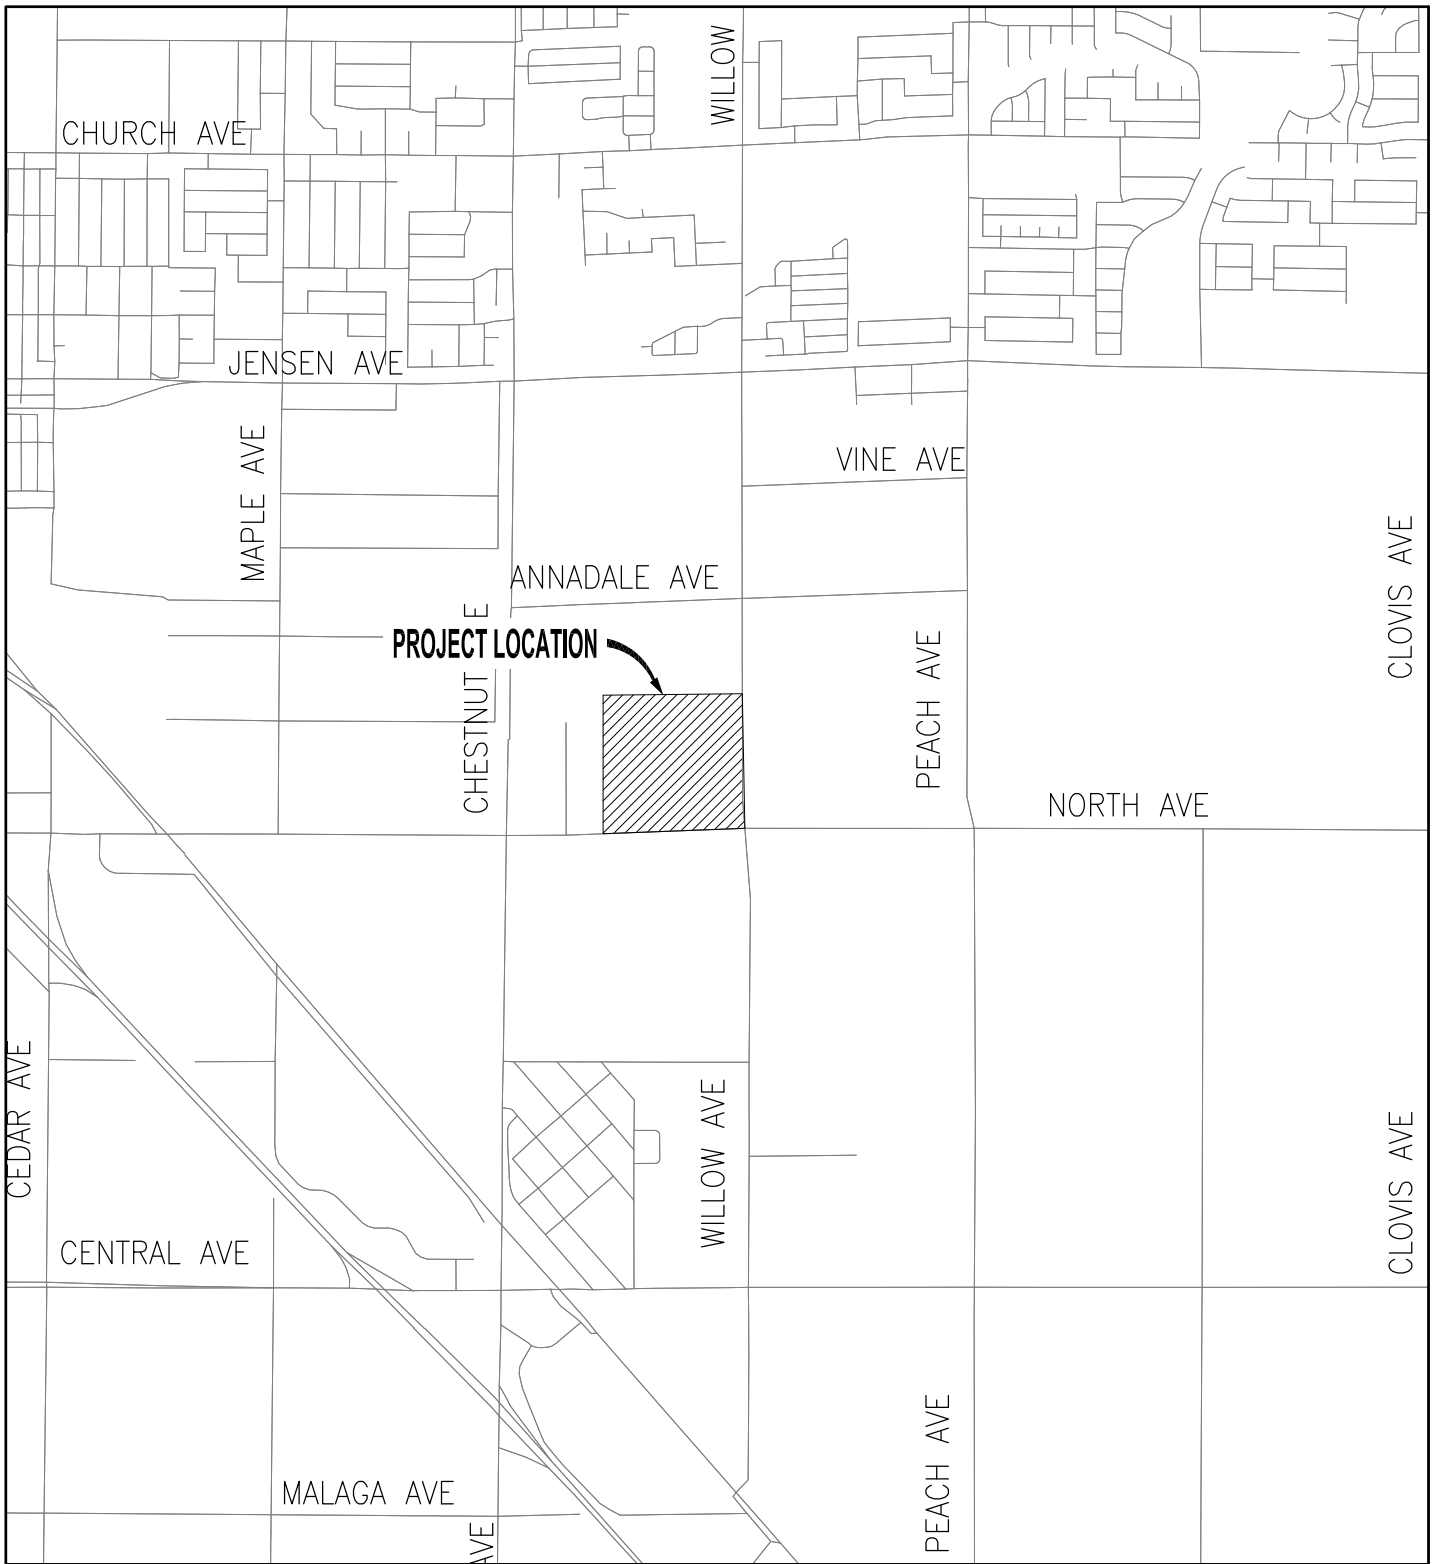 WILLOW
CHURCH AVE
JENSEN AVE
MAPLE AVE
VINE AVE
CLOVIS AVE
ANNADALE AVE
CHESTNUT E
PROJECT LOCATION
PEACH AVE
NORTH AVE
CEDAR AVE
WILLOW AVE
CLOVIS AVE
CENTRAL AVE
PEACH AVE
MALAGA AVE
AVE